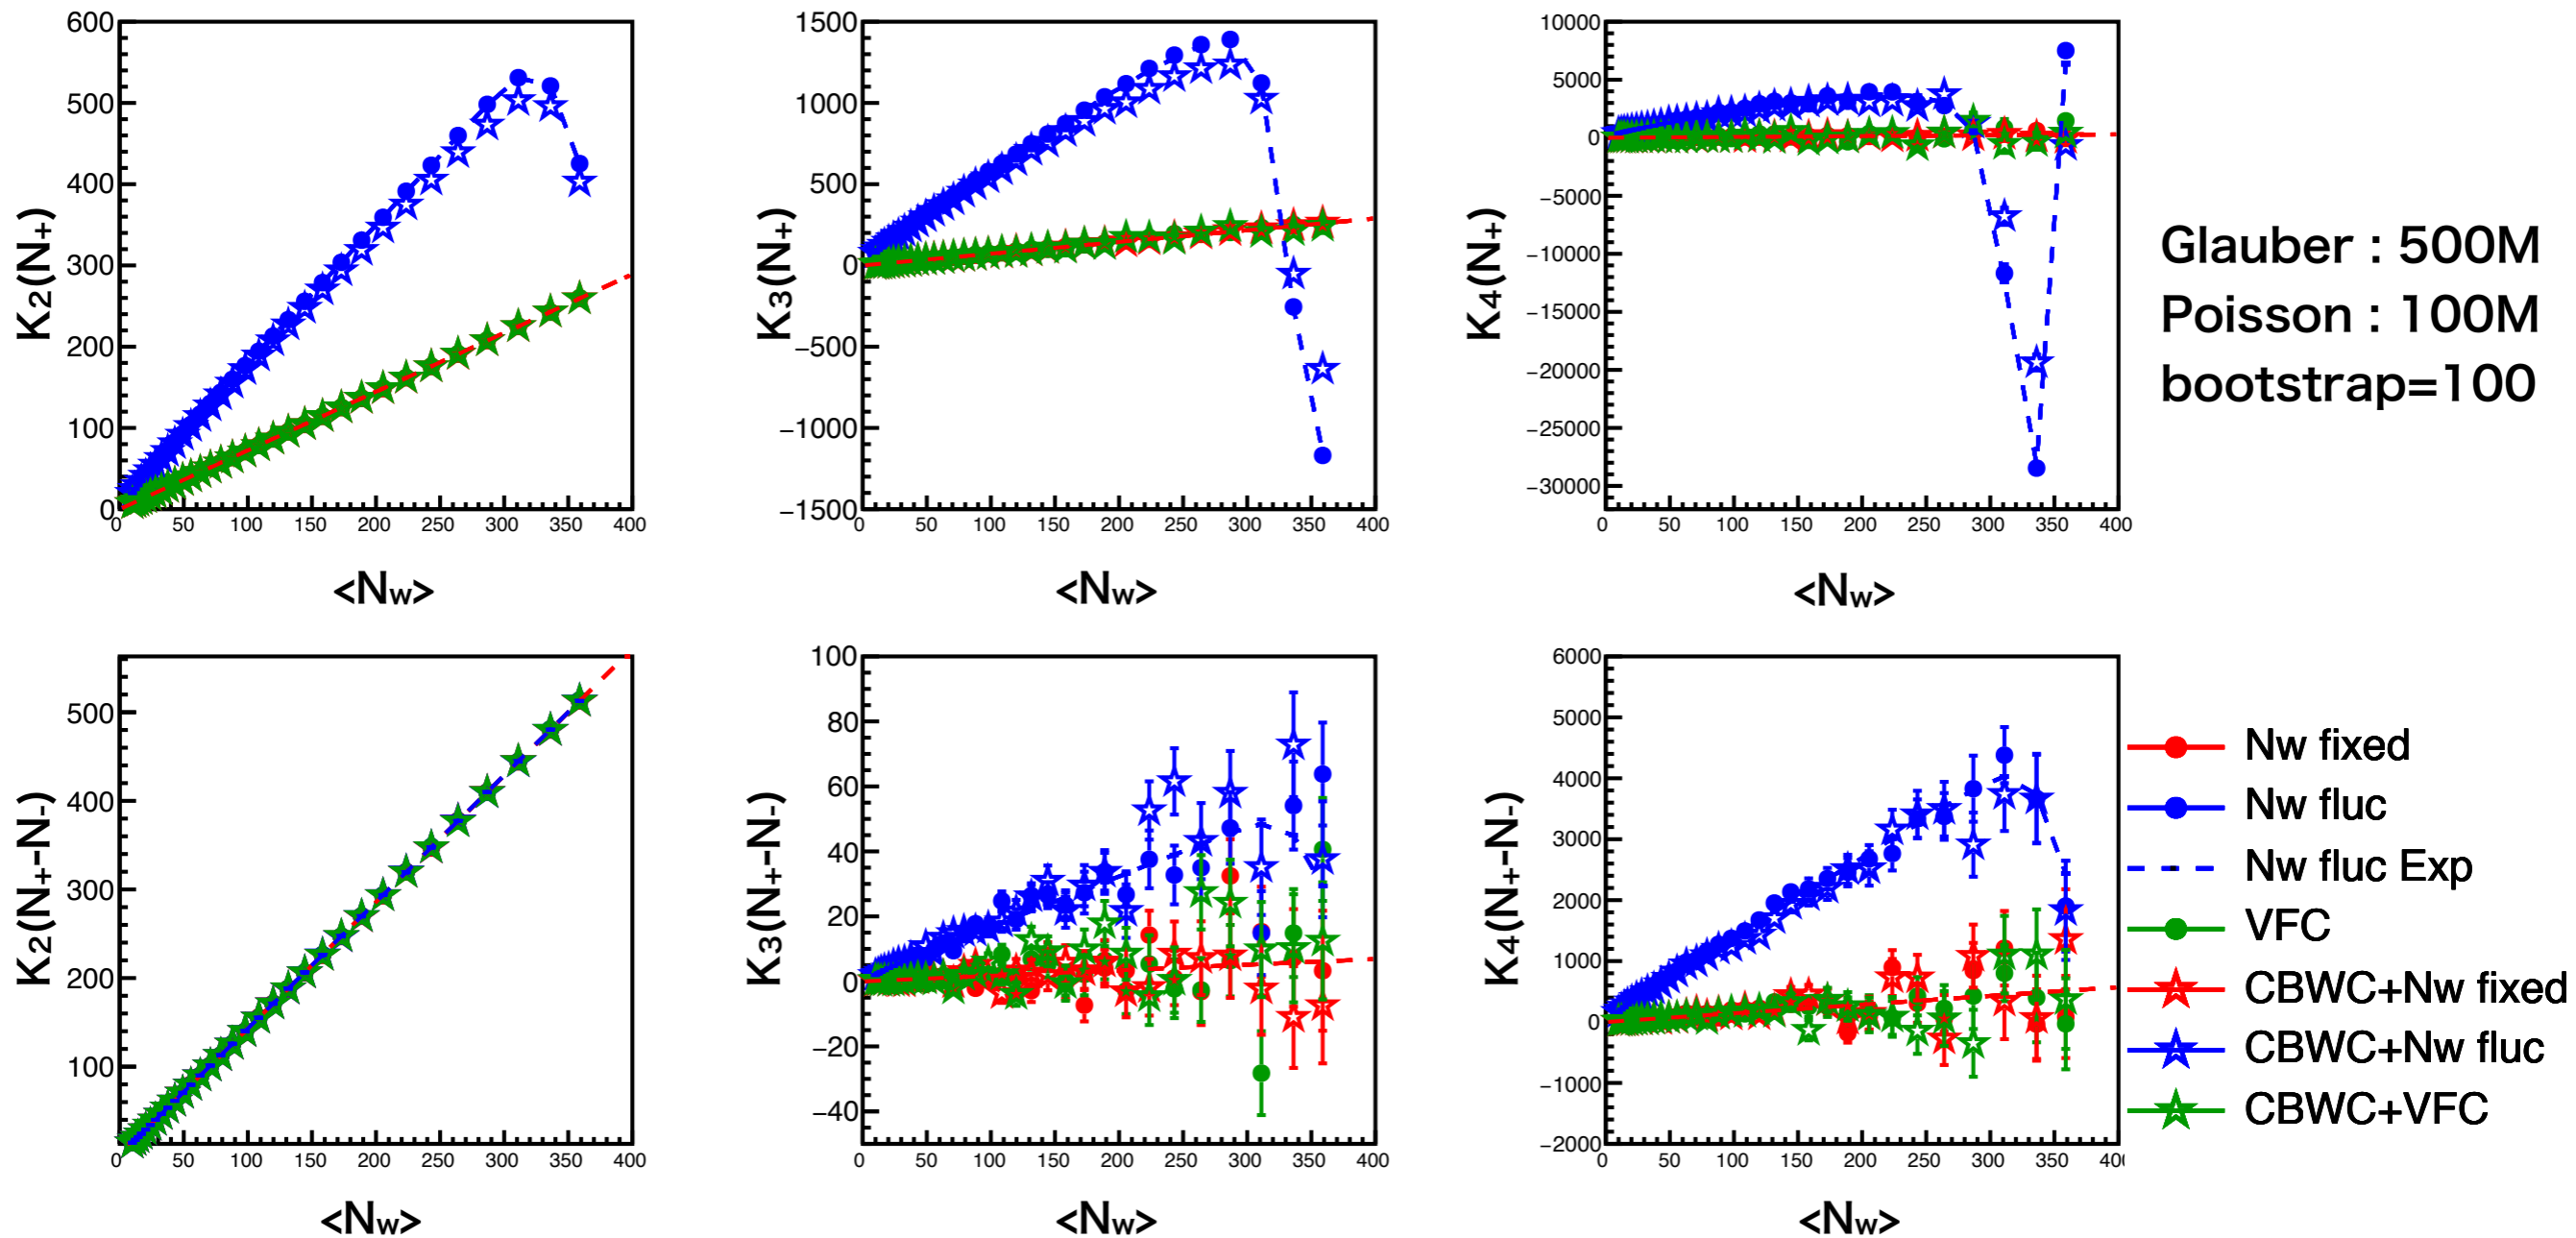 600
500
400
300
200
100
0
0 50 100 150 200 250 300 350 400
K2(N+)
<Nw>
1500
1000
500
0
−500
−1000
−1500
0 50 100 150 200 250 300 350 400
K3(N+)
<Nw>
10000
5000
0
−5000
−10000
−15000
−20000
−25000
−30000
0 50 100 150 200 250 300 350 400
K4(N+)
<Nw>
Glauber : 500M
Poisson : 100M
bootstrap=100
500
400
300
200
100
0 50 100 150 200 250 300 350 400
K2(N+-N-)
<Nw>
100
80
60
40
20
0
−20
−40
0 50 100 150 200 250 300 350 400
K3(N+-N-)
<Nw>
6000
5000
4000
3000
2000
1000
0
−1000
−2000
0 50 100 150 200 250 300 350 40
K4(N+-N-)
<Nw>
Nw fixed
Nw fluc
Nw fluc Exp
VFC
CBWC+Nw fixed
CBWC+Nw fluc
CBWC+VFC